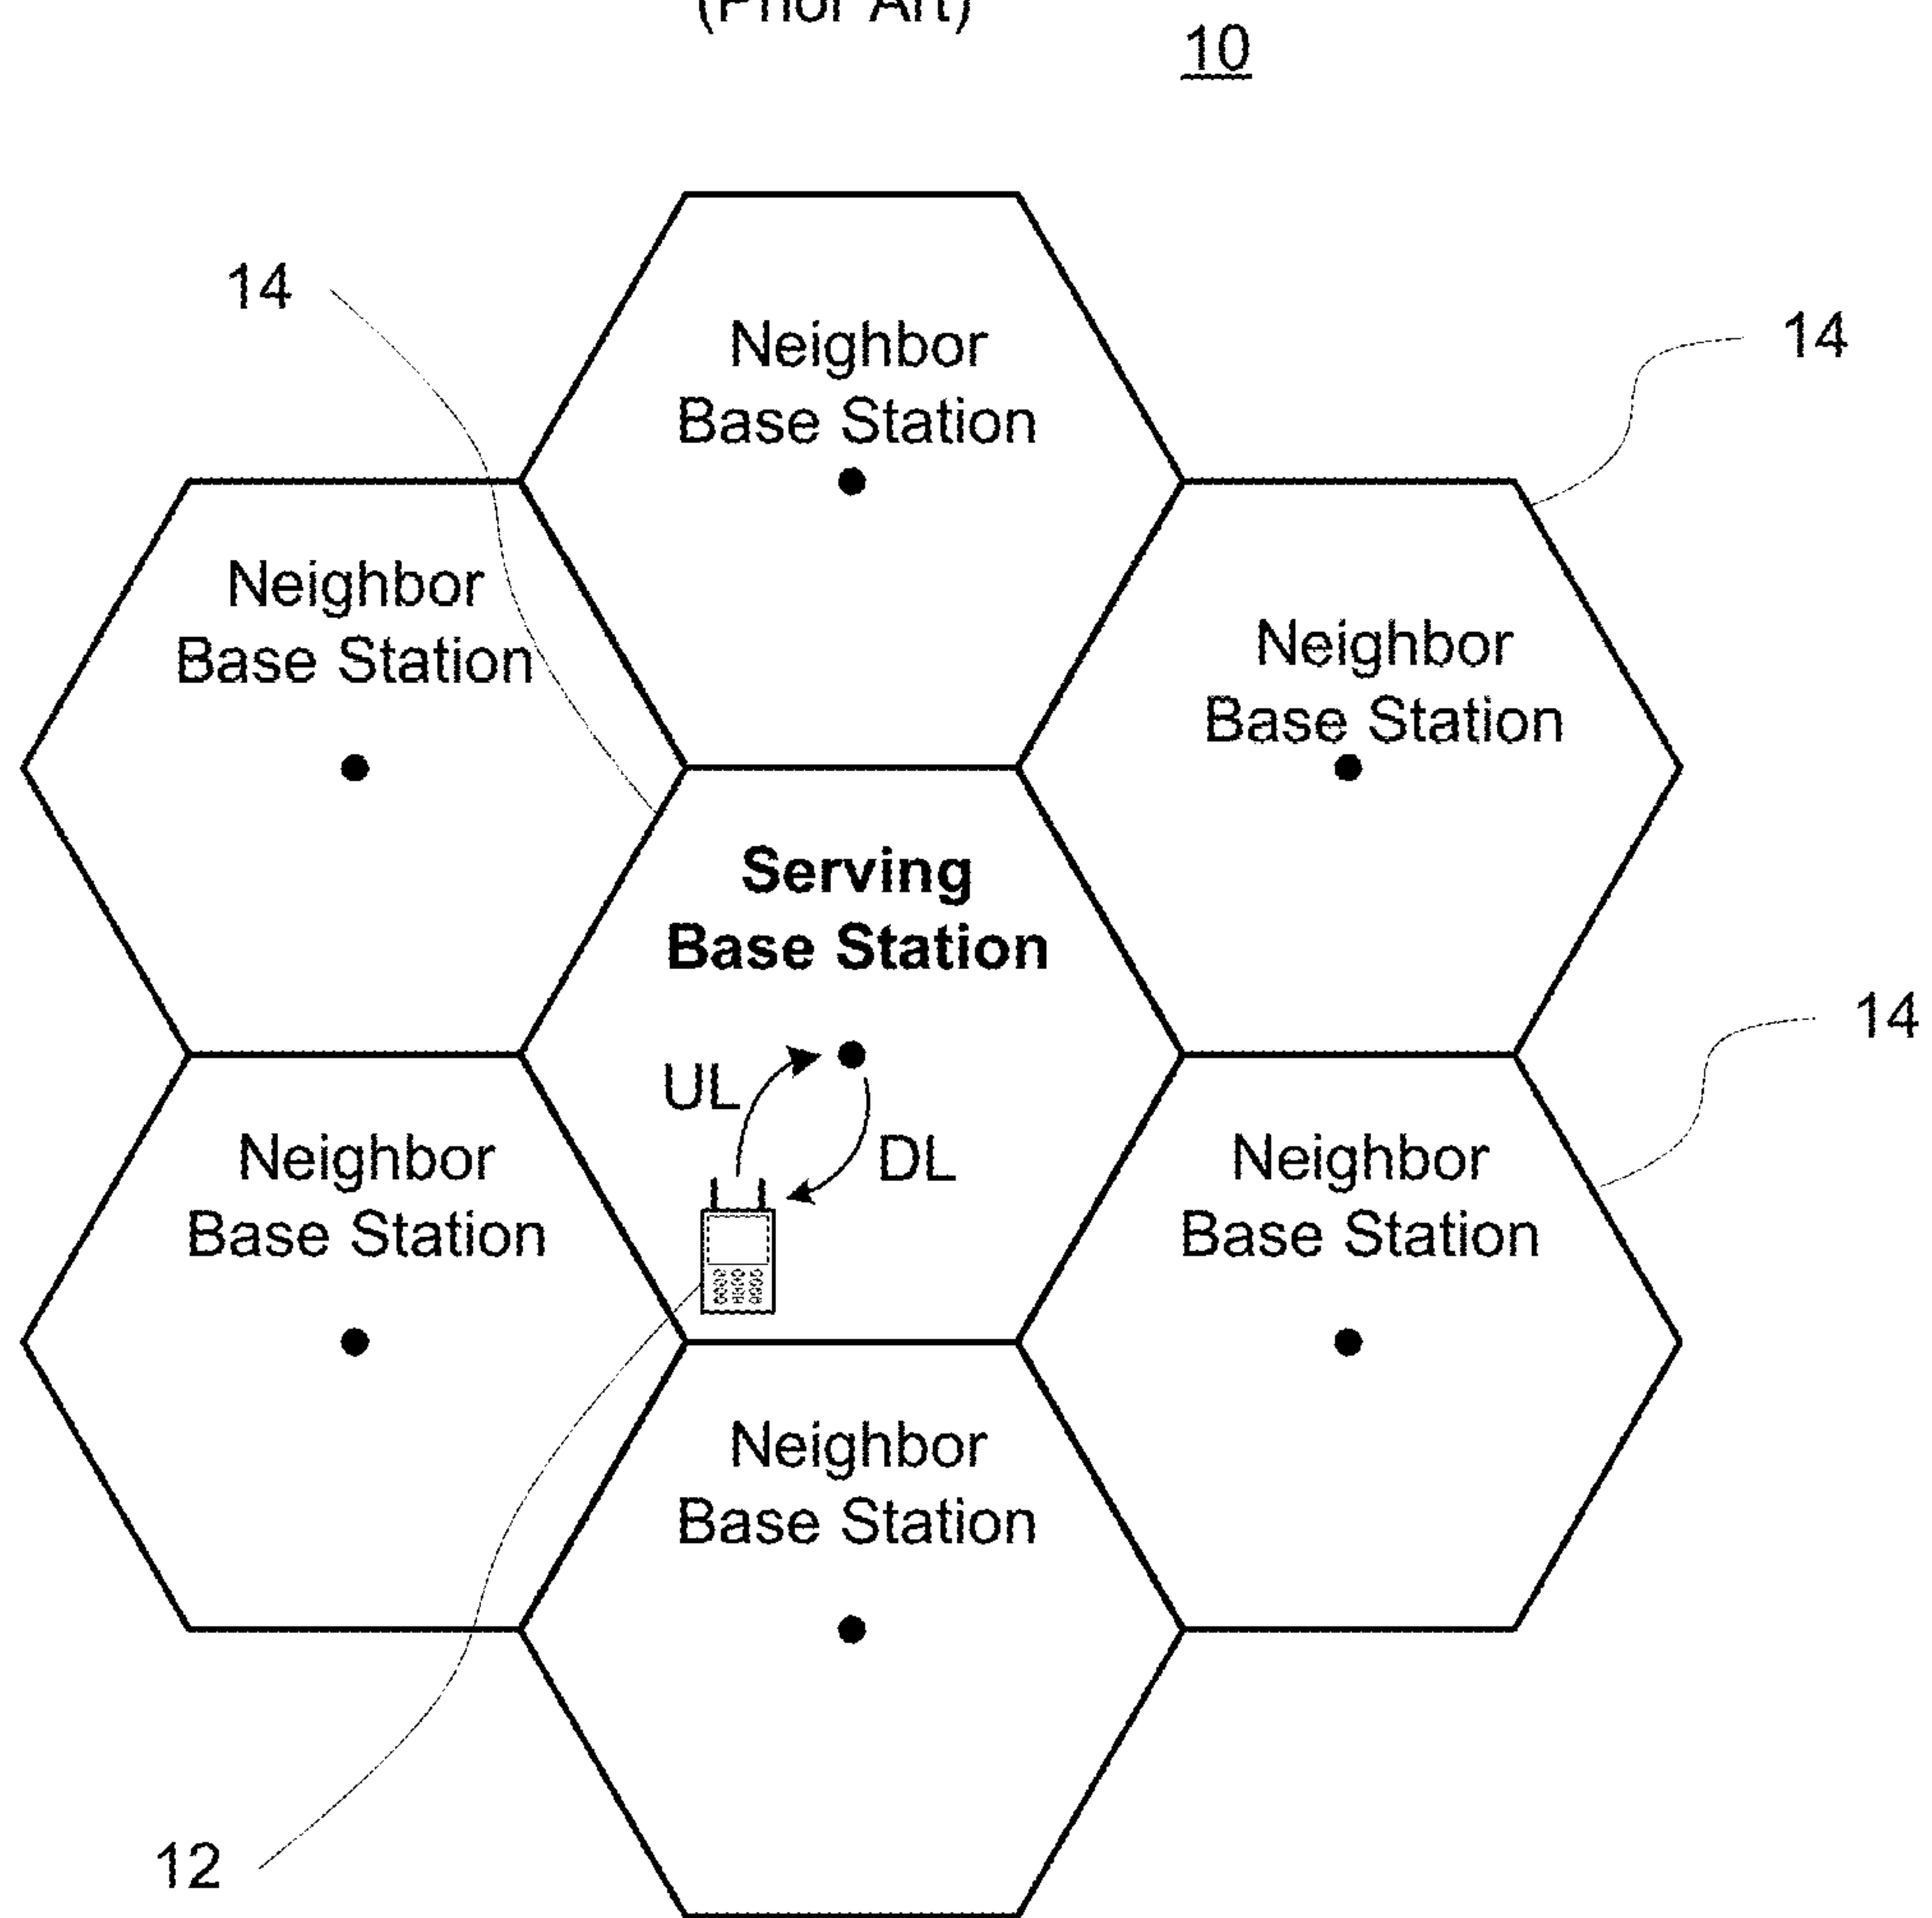 (Prior Art)
10
14
14
Neighbor
Base Station
Neighbor
Base Station
Neighbor
Base Station
Serving
Base Station
14
UL
DL
Neighbor
Base Station
Neighbor
Base Station
Neighbor
Base Station
12